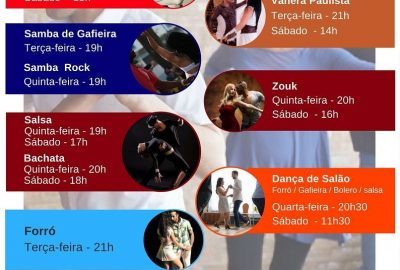 Sábado - 15h
Samba de Gafieira
Terça-feira - 19h
Samba Rock
Quinta-feira - 19h
Salsa
Quinta-feira - 19h
Sábado - 17h
Bachata
Quinta-feira - 20h
Sábado - 18h
Forró
Terça-feira - 21h
Vanera Paulista
Terça-feira - 21h
Sábado - 14h
Zouk
Quinta-feira - 20h
Sábado - 16h
Dança de Salão
Forró / Gafieira / Bolero / salsa
Quarta-feira - 20h30
Sábado - 11h30